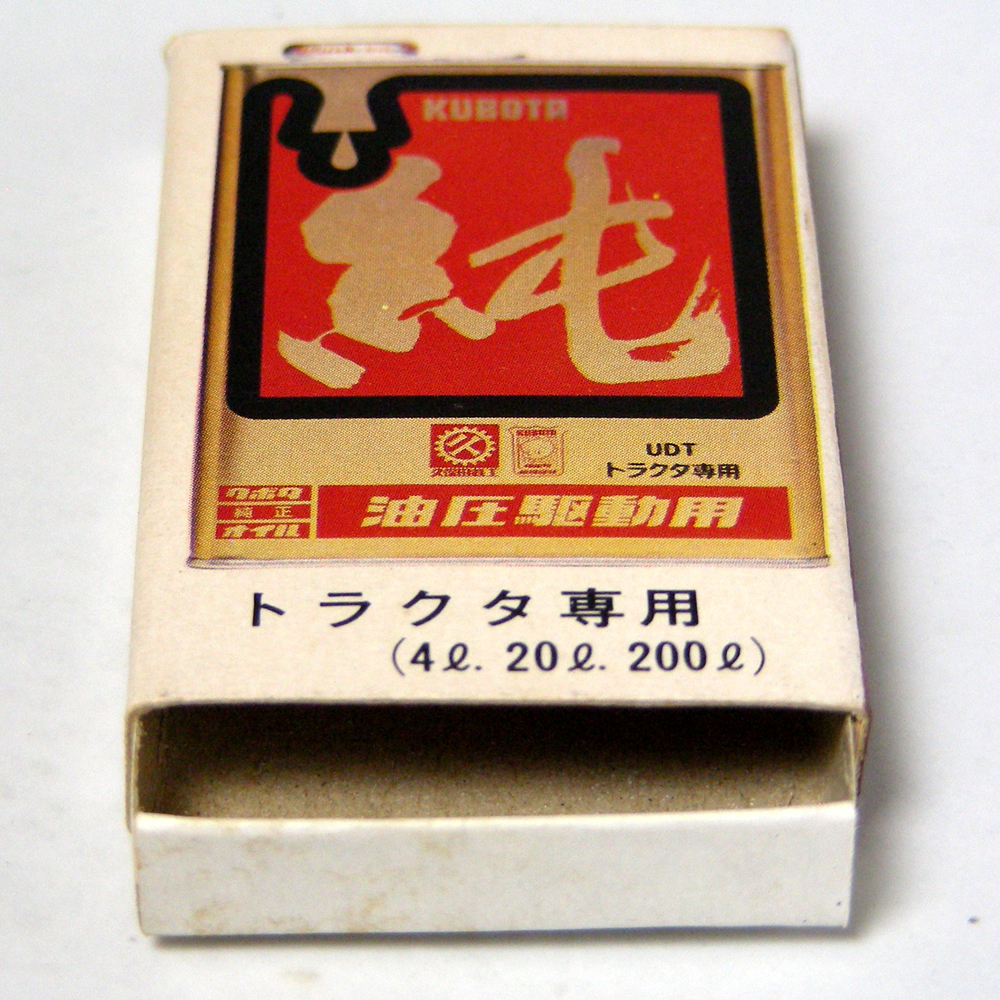 KUBOTA
純
UDT
トラクタ専用
クボタ
純正
オイル
油圧駆動用
トラクタ専用
(4ℓ. 20ℓ. 200ℓ)